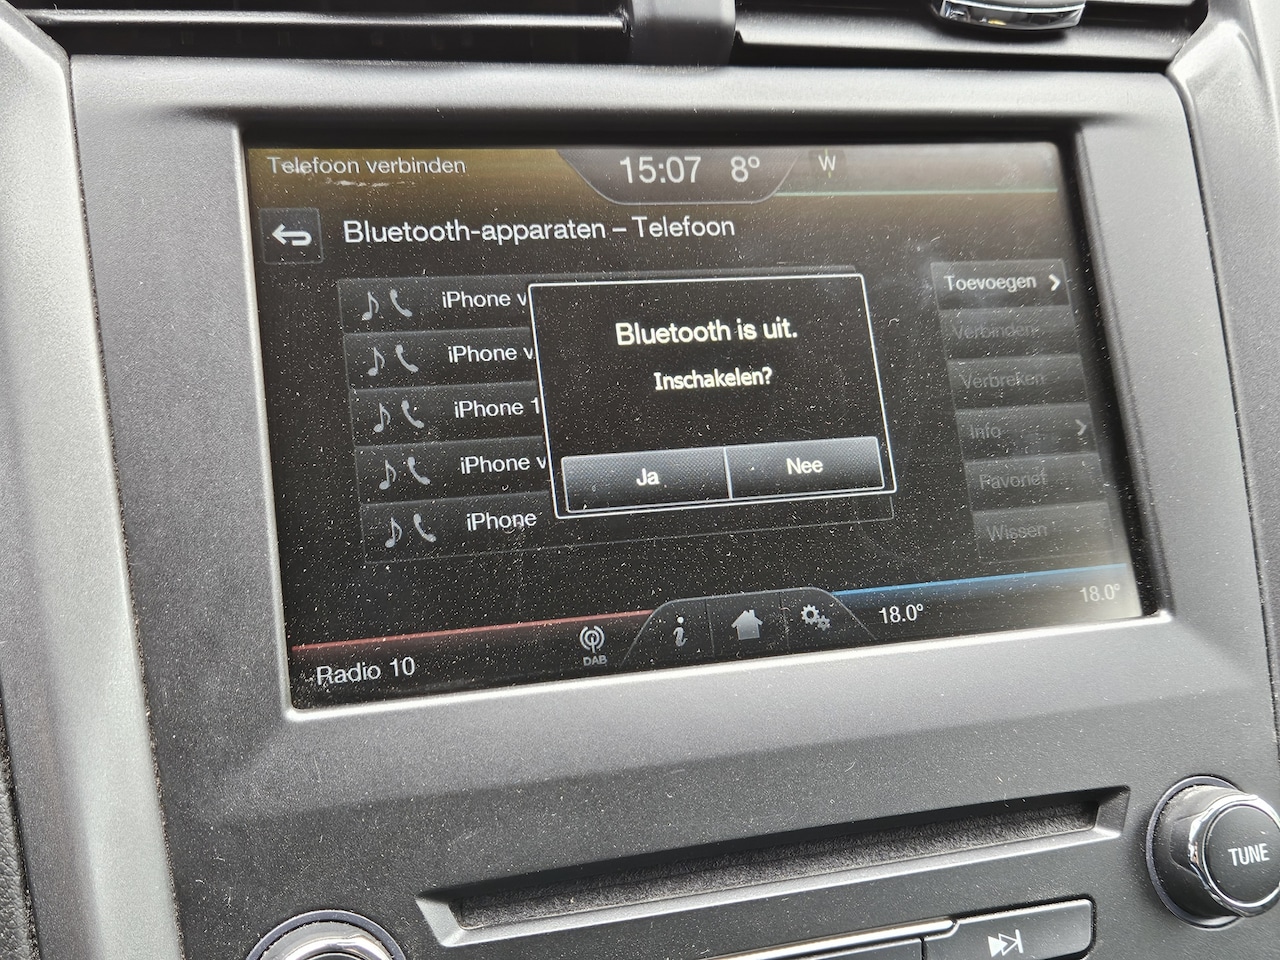 Telefoon verbinden
15:07 8° W
Bluetooth-apparaten – Telefoon
iPhone v
iPhone v
iPhone 1
iPhone v
iPhone
Bluetooth is uit.
Inschakelen?
Ja
Nee
Toevoegen
Verbinden
Verbreken
Info
Favoriet
Wissen
Radio 10
DAB
18.0°
18.0°
TUNE